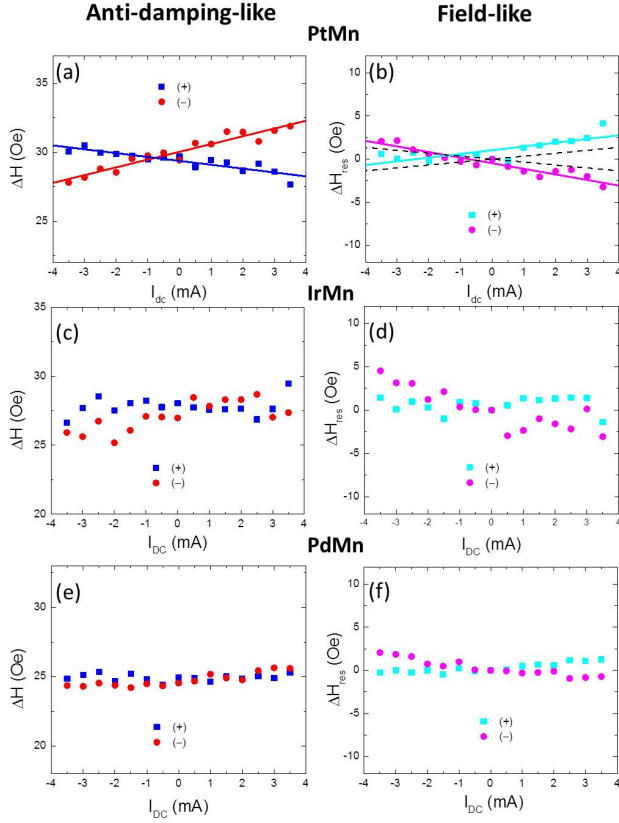 Anti-damping-like Field-like
PtMn
(a) (b)
ΔH (Oe) ΔH_res (Oe)
35 30 25
10 5 0 -5 -10
(+) (+)
(−) (−)
-4 -3 -2 -1 0 1 2 3 4 -4 -3 -2 -1 0 1 2 3 4
I_dc (mA) I_dc (mA)
IrMn
(c) (d)
ΔH (Oe) ΔH_res (Oe)
35 30 25 20
10 5 0 -5 -10
(+) (+)
(−) (−)
-4 -3 -2 -1 0 1 2 3 4 -4 -3 -2 -1 0 1 2 3 4
I_DC (mA) I_DC (mA)
PdMn
(e) (f)
ΔH (Oe) ΔH_res (Oe)
30 25 20
10 5 0 -5 -10
(+) (+)
(−) (−)
-4 -3 -2 -1 0 1 2 3 4 -4 -3 -2 -1 0 1 2 3 4
I_DC (mA) I_DC (mA)